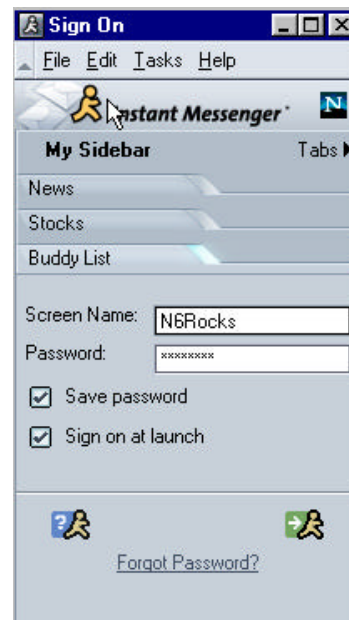 Sign On
File Edit Tasks Help
Instant Messenger
N
My Sidebar Tabs
News
Stocks
Buddy List
Screen Name: N6Rocks
Password: xxxxxxxx
Save password
Sign on at launch
?
Forgot Password?